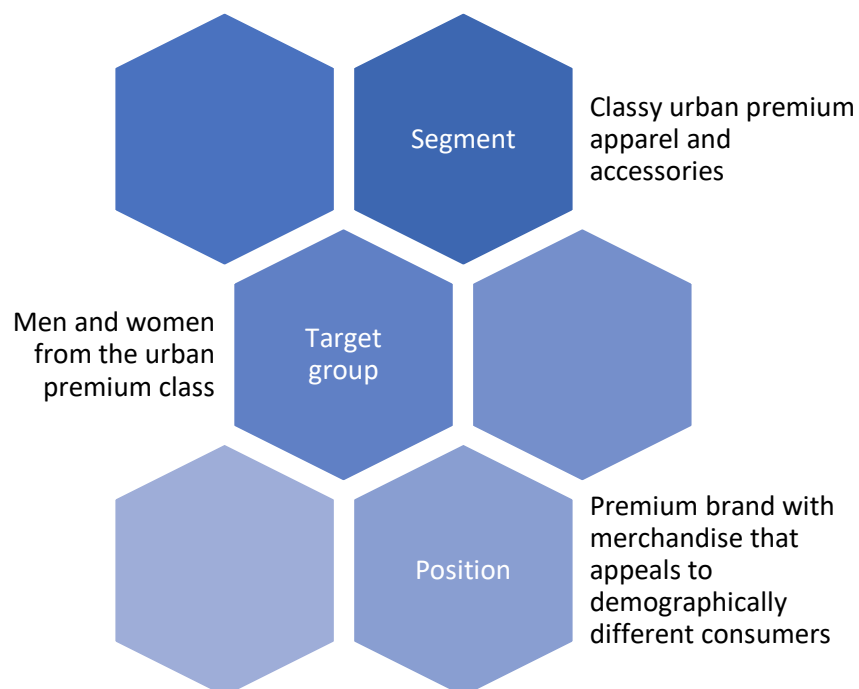 Segment
Classy urban premium
apparel and
accessories
Men and women
from the urban
premium class
Target
group
Position
Premium brand with
merchandise that
appeals to
demographically
different consumers